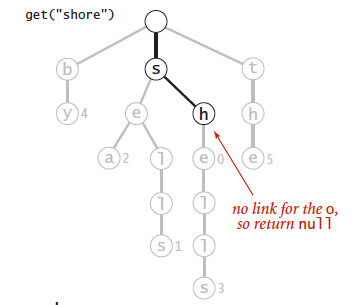 get("shore")
b s t
y 4 e h h
a 2 l e 0 e 5
l l
no link for the o,
so return null
s 1 l
s 3